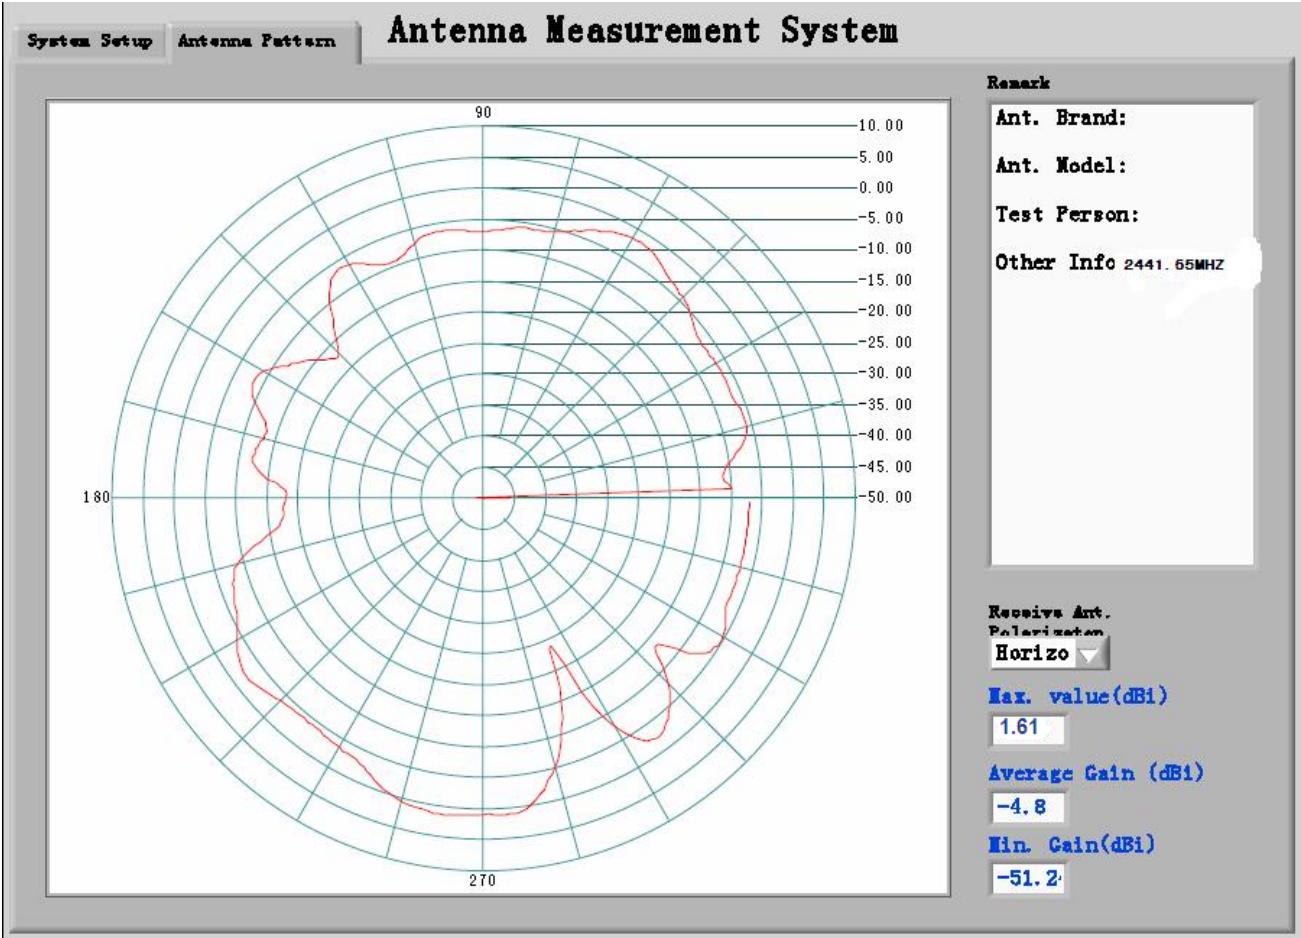 Antenna Measurement System
System Setup
Antenna Pattern
90
10.00
5.00
0.00
-5.00
-10.00
-15.00
-20.00
-25.00
-30.00
-35.00
-40.00
-45.00
-50.00
180
270
Remark
Ant. Brand:
Ant. Model:
Test Person:
Other Info 2441.65MHZ
Receive Ant.
Polarizaton
Horizo
Max. value(dBi)
1.61
Average Gain (dBi)
-4.8
Min. Gain(dBi)
-51.2